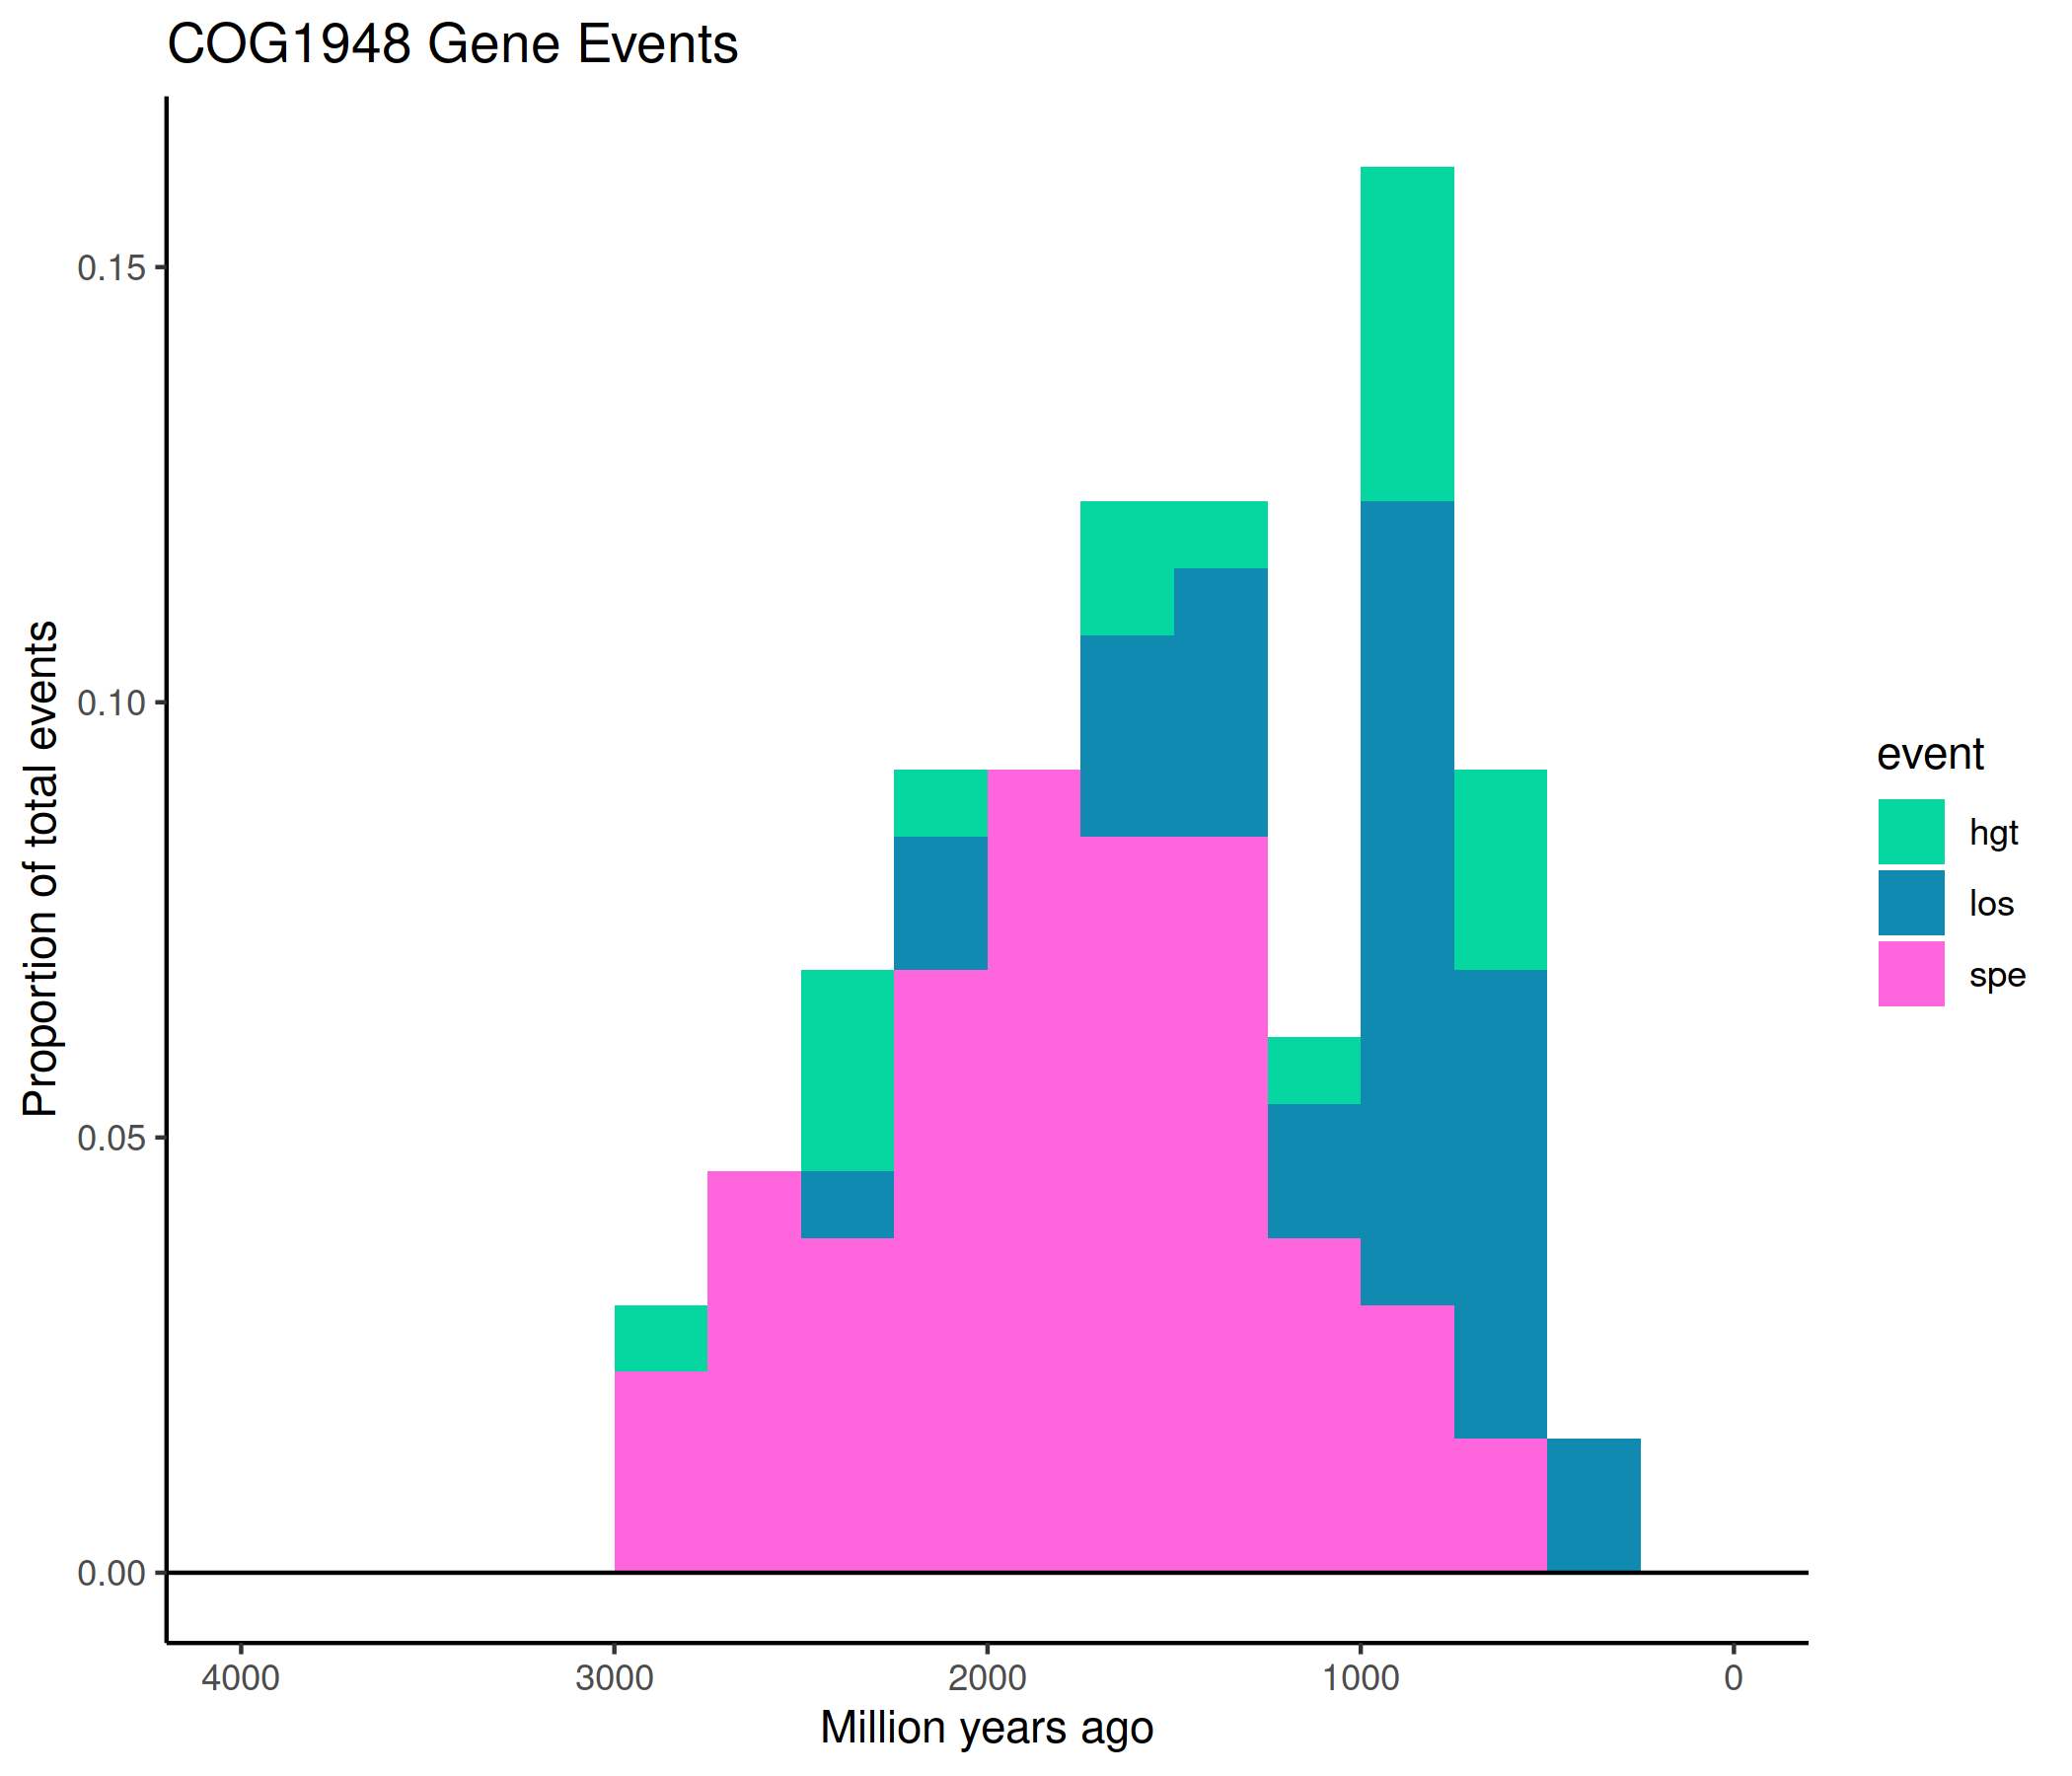 COG1948 Gene Events
Proportion of total events
0.15
0.10
0.05
0.00
4000 3000 2000 1000 0
Million years ago
event
hgt
los
spe